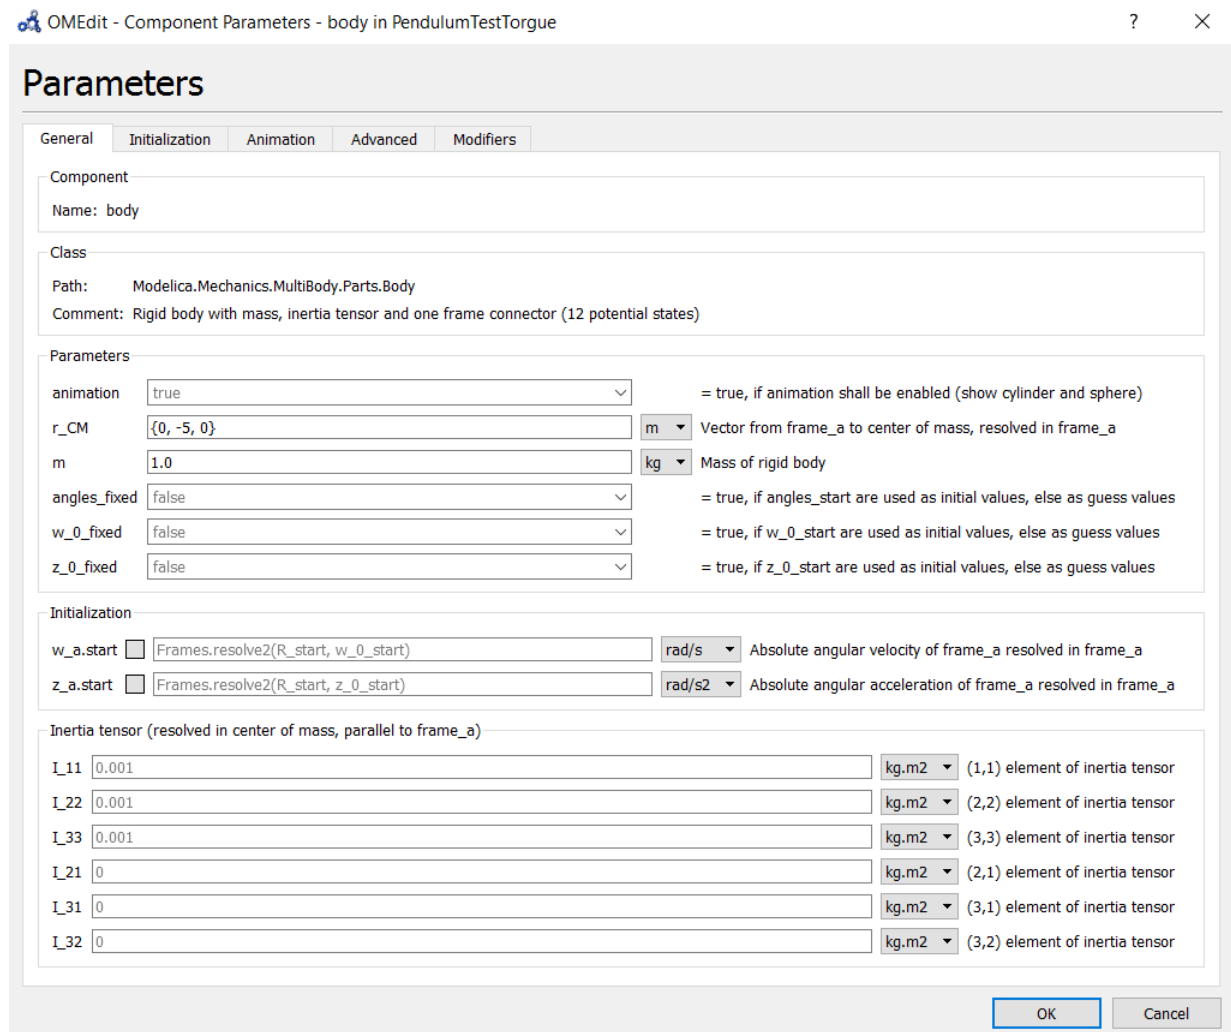 OMEdit - Component Parameters - body in PendulumTestTorgue ?
Parameters
General Initialization Animation Advanced Modifiers
Component
Name: body
Class
Path: Modelica.Mechanics.MultiBody.Parts.Body
Comment: Rigid body with mass, inertia tensor and one frame connector (12 potential states)
Parameters
animation true = true, if animation shall be enabled (show cylinder and sphere)
r_CM {0, -5, 0} m Vector from frame_a to center of mass, resolved in frame_a
m 1.0 kg Mass of rigid body
angles_fixed false = true, if angles_start are used as initial values, else as guess values
w_0_fixed false = true, if w_0_start are used as initial values, else as guess values
z_0_fixed false = true, if z_0_start are used as initial values, else as guess values
Initialization
w_a.start Frames.resolve2(R_start, w_0_start) rad/s Absolute angular velocity of frame_a resolved in frame_a
z_a.start Frames.resolve2(R_start, z_0_start) rad/s2 Absolute angular acceleration of frame_a resolved in frame_a
Inertia tensor (resolved in center of mass, parallel to frame_a)
I_11 0.001 kg.m2 (1,1) element of inertia tensor
I_22 0.001 kg.m2 (2,2) element of inertia tensor
I_33 0.001 kg.m2 (3,3) element of inertia tensor
I_21 0 kg.m2 (2,1) element of inertia tensor
I_31 0 kg.m2 (3,1) element of inertia tensor
I_32 0 kg.m2 (3,2) element of inertia tensor
OK Cancel